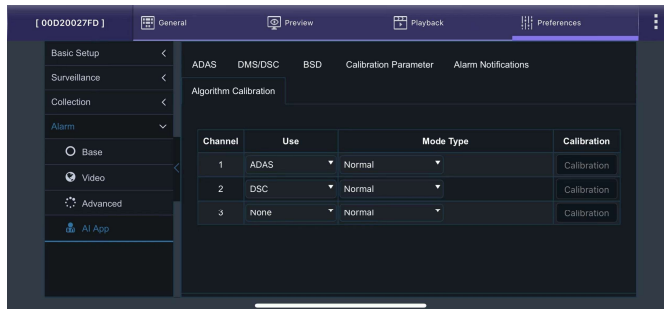 [ 00D20027FD ] General Preview Playback Preferences
Basic Setup
Surveillance
Collection
Alarm
Base
Video
Advanced
AI App
ADAS DMS/DSC BSD Calibration Parameter Alarm Notifications
Algorithm Calibration
Channel Use Mode Type Calibration
1 ADAS Normal Calibration
2 DSC Normal Calibration
3 None Normal Calibration